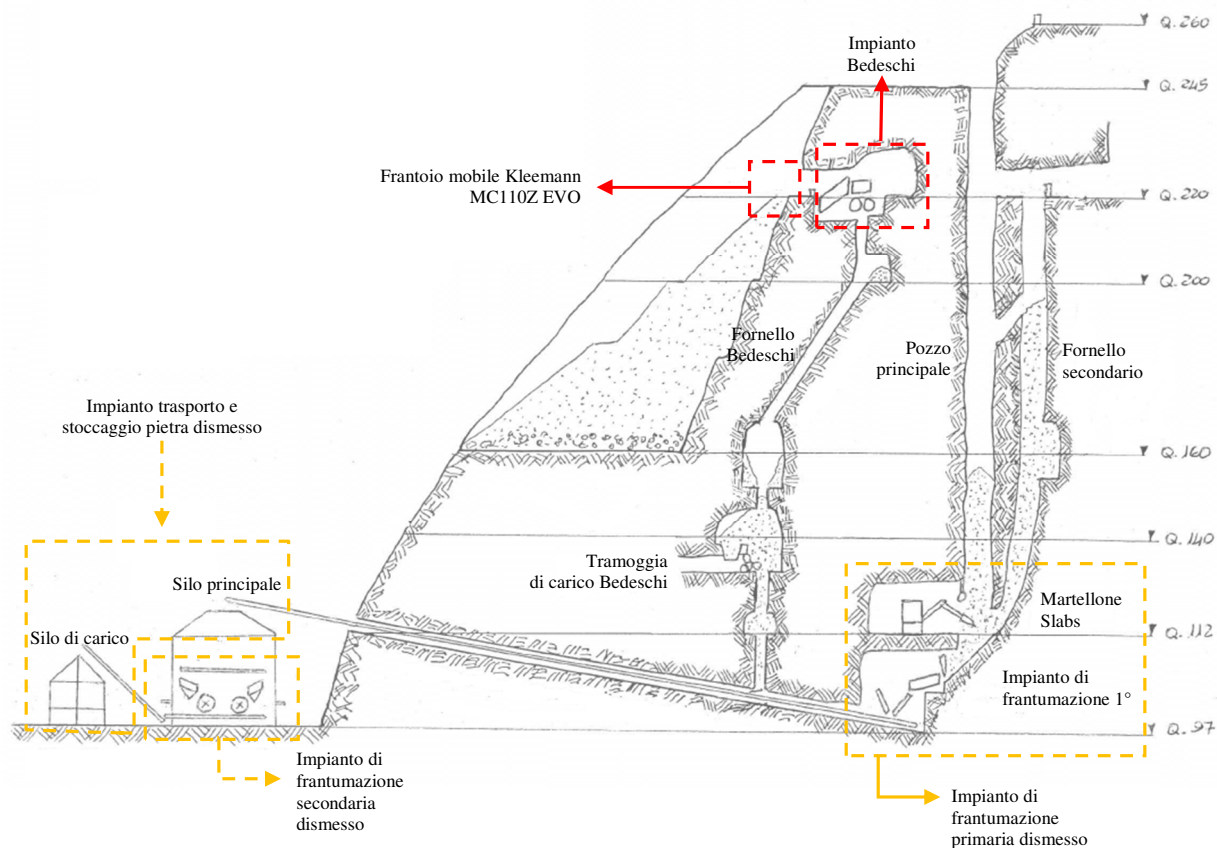 Q. 260
Impianto
Bedeschi
Q. 245
Frantoio mobile Kleemann
MC110Z EVO
Q. 220
Q. 200
Fornello
Bedeschi
Pozzo
principale
Fornello
secondario
Impianto trasporto e
stoccaggio pietra dismesso
Q. 160
Q. 140
Tramoggia
di carico Bedeschi
Silo principale
Martellone
Slabs
Silo di carico
Q. 112
Impianto di
frantumazione 1°
Q. 97
Impianto di
frantumazione
secondaria
dismesso
Impianto di
frantumazione
primaria dismesso